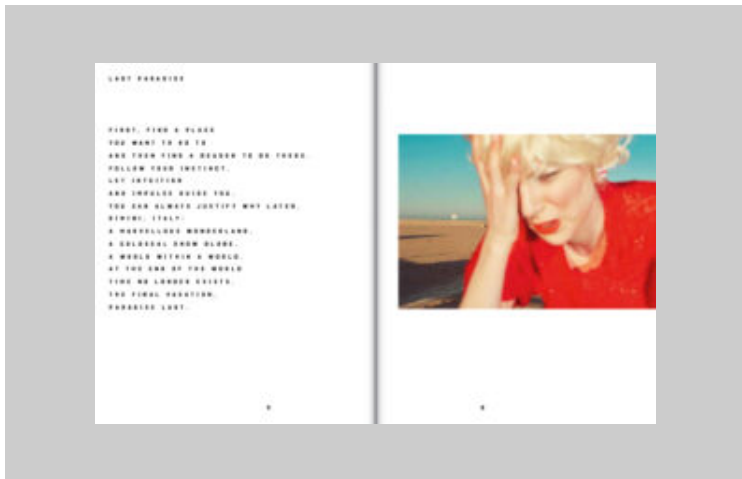 LAST PARADISE
FIRST, FIND A PLACE
YOU WANT TO GO TO
AND THEN FIND A REASON TO BE THERE.
FOLLOW YOUR INSTINCT.
LET INTUITION
AND IMPULSE GUIDE YOU.
YOU CAN ALWAYS JUSTIFY WHY LATER.
RIMINI, ITALY:
A MARVELLOUS WONDERLAND.
A COLOSSAL SNOW GLOBE.
A WORLD WITHIN A WORLD.
AT THE END OF THE WORLD
TIME NO LONGER EXISTS.
THE FINAL VACATION.
PARADISE